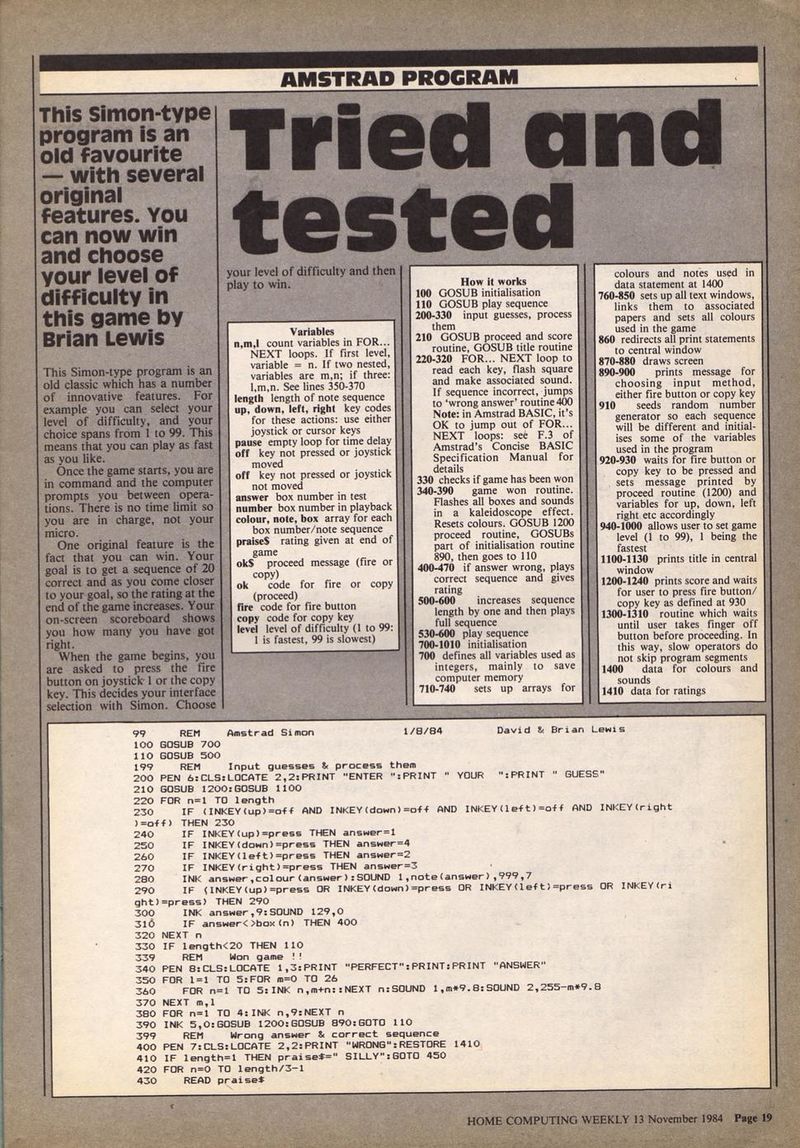 AMSTRAD PROGRAM
This Simon-type
program is an
old favourite
— with several
original
features. You
can now win
and choose
your level of
difficulty in
this game by
Brian Lewis
Tried and
tested
This Simon-type program is an
old classic which has a number
of innovative features. For
example you can select your
level of difficulty, and your
choice spans from 1 to 99. This
means that you can play as fast
as you like.
Once the game starts, you are
in command and the computer
prompts you between opera-
tions. There is no time limit so
you are in charge, not your
micro.
One original feature is the
fact that you can win. Your
goal is to get a sequence of 20
correct and as you come closer
to your goal, so the rating at the
end of the game increases. Your
on-screen scoreboard shows
you how many you have got
right.
When the game begins, you
are asked to press the fire
button on joystick 1 or the copy
key. This decides your interface
selection with Simon. Choose
your level of difficulty and then
play to win.
Variables
n,m,l count variables in FOR...
NEXT loops. If first level,
variable = n. If two nested,
variables are m,n; if three:
l,m,n. See lines 350-370
length length of note sequence
up, down, left, right key codes
for these actions: use either
joystick or cursor keys
pause empty loop for time delay
off key not pressed or joystick
moved
off key not pressed or joystick
not moved
answer box number in test
number box number in playback
colour, note, box array for each
box number/note sequence
praise$ rating given at end of
game
ok$ proceed message (fire or
copy)
ok code for fire or copy
(proceed)
fire code for fire button
copy code for copy key
level level of difficulty (1 to 99:
1 is fastest, 99 is slowest)
How it works
100 GOSUB initialisation
110 GOSUB play sequence
200-330 input guesses, process
them
210 GOSUB proceed and score
routine, GOSUB title routine
220-320 FOR... NEXT loop to
read each key, flash square
and make associated sound.
If sequence incorrect, jumps
to 'wrong answer' routine 400
Note: in Amstrad BASIC, it's
OK to jump out of FOR...
NEXT loops: see F.3 of
Amstrad's Concise BASIC
Specification Manual for
details
330 checks if game has been won
340-390 game won routine.
Flashes all boxes and sounds
in a kaleidoscope effect.
Resets colours. GOSUB 1200
proceed routine, GOSUBs
part of initialisation routine
890, then goes to 110
400-470 if answer wrong, plays
correct sequence and gives
rating
500-600 increases sequence
length by one and then plays
full sequence
530-600 play sequence
700-1010 initialisation
700 defines all variables used as
integers, mainly to save
computer memory
710-740 sets up arrays for
colours and notes used in
data statement at 1400
760-850 sets up all text windows,
links them to associated
papers and sets all colours
used in the game
860 redirects all print statements
to central window
870-880 draws screen
890-900 prints message for
choosing input method,
either fire button or copy key
910 seeds random number
generator so each sequence
will be different and initial-
ises some of the variables
used in the program
920-930 waits for fire button or
copy key to be pressed and
sets message printed by
proceed routine (1200) and
variables for up, down, left
right etc accordingly
940-1000 allows user to set game
level (1 to 99), 1 being the
fastest
1100-1130 prints title in central
window
1200-1240 prints score and waits
for user to press fire button/
copy key as defined at 930
1300-1310 routine which waits
until user takes finger off
button before proceeding. In
this way, slow operators do
not skip program segments
1400 data for colours and
sounds
1410 data for ratings
99 REM Amstrad Simon 1/8/84 David & Brian Lewis
100 GOSUB 700
110 GOSUB 500
199 REM Input guesses & process them
200 PEN 6:CLS:LOCATE 2,2:PRINT "ENTER ":PRINT " YOUR ":PRINT " GUESS"
210 GOSUB 1200:GOSUB 1100
220 FOR n=1 TO length
230 IF (INKEY(up)=off AND INKEY(down)=off AND INKEY(left)=off AND INKEY(right
)=off) THEN 230
240 IF INKEY(up)=press THEN answer=1
250 IF INKEY(down)=press THEN answer=4
260 IF INKEY(left)=press THEN answer=2
270 IF INKEY(right)=press THEN answer=3
280 INK answer,colour(answer):SOUND 1,note(answer),999,7
290 IF (INKEY(up)=press OR INKEY(down)=press OR INKEY(left)=press OR INKEY(ri
ght)=press) THEN 290
300 INK answer,9:SOUND 129,0
310 IF answer<>box(n) THEN 400
320 NEXT n
330 IF length<20 THEN 110
339 REM Won game !!
340 PEN 8:CLS:LOCATE 1,3:PRINT "PERFECT":PRINT:PRINT "ANSWER"
350 FOR l=1 TO 5:FOR m=0 TO 26
360 FOR n=1 TO 5:INK n,m+n::NEXT n:SOUND 1,m*9.8:SOUND 2,255-m*9.8
370 NEXT m,l
380 FOR n=1 TO 4:INK n,9:NEXT n
390 INK 5,0:GOSUB 1200:GOSUB 890:GOTO 110
399 REM Wrong answer & correct sequence
400 PEN 7:CLS:LOCATE 2,2:PRINT "WRONG":RESTORE 1410
410 IF length=1 THEN praise$=" SILLY":GOTO 450
420 FOR n=0 TO length/3-1
430 READ praise$
HOME COMPUTING WEEKLY 13 November 1984 Page 19